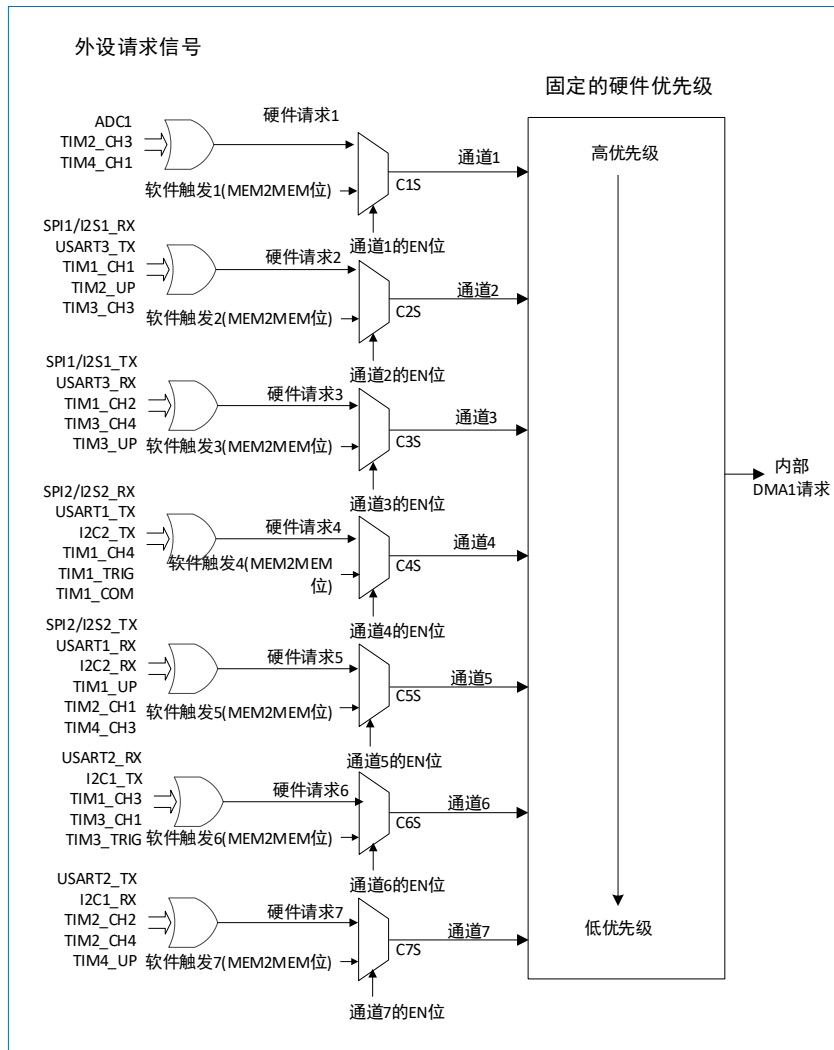 外设请求信号
固定的硬件优先级
高优先级
ADC1
TIM2_CH3
TIM4_CH1
硬件请求1
软件触发1(MEM2MEM位)
C1S
通道1
通道1的EN位
SPI1/I2S1_RX
USART3_TX
TIM1_CH1
TIM2_UP
TIM3_CH3
硬件请求2
软件触发2(MEM2MEM位)
C2S
通道2
通道2的EN位
SPI1/I2S1_TX
USART3_RX
TIM1_CH2
TIM3_CH4
TIM3_UP
硬件请求3
软件触发3(MEM2MEM位)
C3S
通道3
通道3的EN位
SPI2/I2S2_RX
USART1_TX
I2C2_TX
TIM1_CH4
TIM1_TRIG
TIM1_COM
硬件请求4
软件触发4(MEM2MEM
位)
C4S
通道4
通道4的EN位
SPI2/I2S2_TX
USART1_RX
I2C2_RX
TIM1_UP
TIM2_CH1
TIM4_CH3
硬件请求5
软件触发5(MEM2MEM位)
C5S
通道5
通道5的EN位
USART2_RX
I2C1_TX
TIM1_CH3
TIM3_CH1
TIM3_TRIG
硬件请求6
软件触发6(MEM2MEM位)
C6S
通道6
通道6的EN位
USART2_TX
I2C1_RX
TIM2_CH2
TIM2_CH4
TIM4_UP
硬件请求7
软件触发7(MEM2MEM位)
C7S
通道7
通道7的EN位
低优先级
内部
DMA1请求